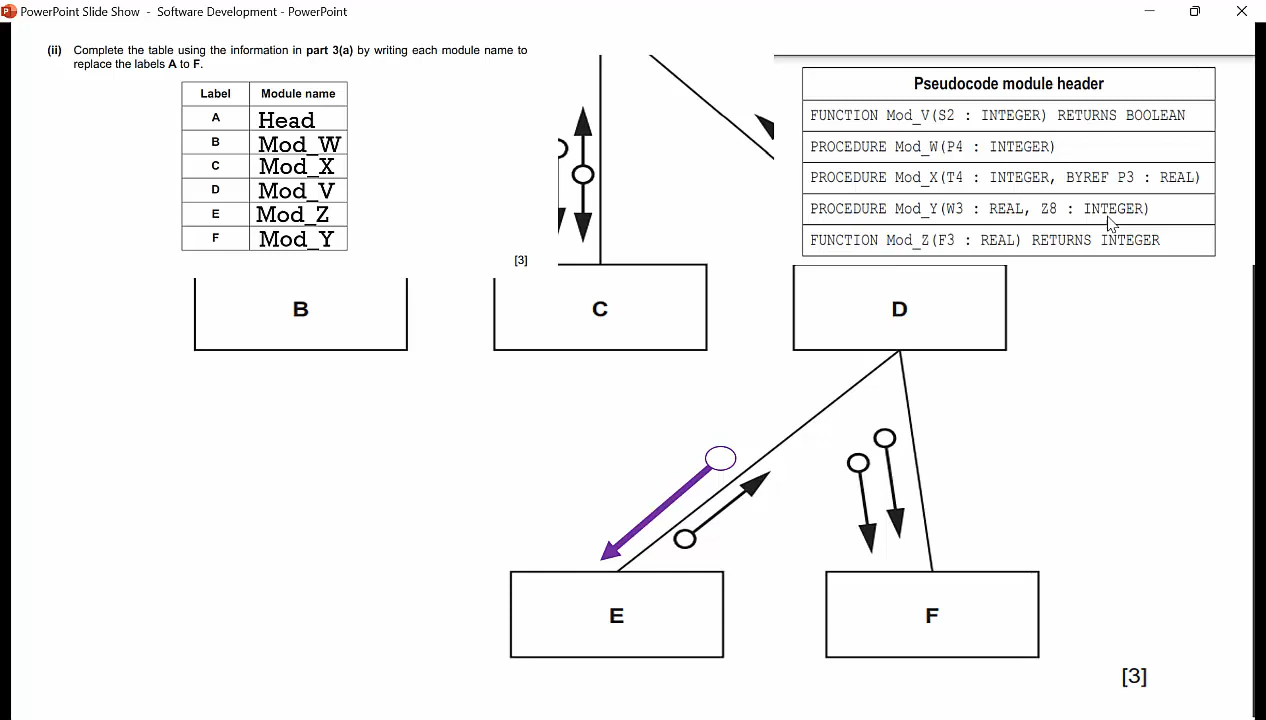 PowerPoint Slide Show - Software Development - PowerPoint
(ii) Complete the table using the information in part 3(a) by writing each module name to
replace the labels A to F.
Label Module name
A Head
B Mod_W
C Mod_X
D Mod_V
E Mod_Z
F Mod_Y
[3]
Pseudocode module header
FUNCTION Mod_V(S2 : INTEGER) RETURNS BOOLEAN
PROCEDURE Mod_W(P4 : INTEGER)
PROCEDURE Mod_X(T4 : INTEGER, BYREF P3 : REAL)
PROCEDURE Mod_Y(W3 : REAL, Z8 : INTEGER)
FUNCTION Mod_Z(F3 : REAL) RETURNS INTEGER
B C D
E F
[3]